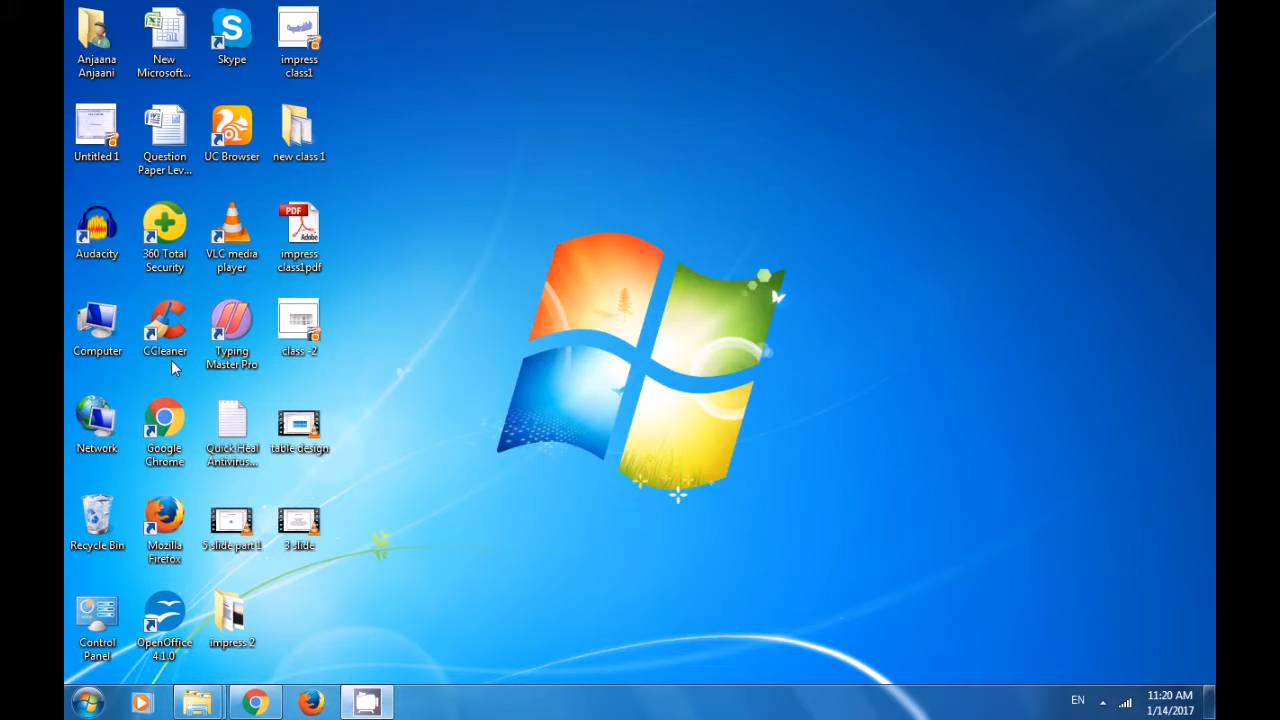 Anjaana
Anjaani
New
Microsoft...
Skype
impress
class1
Untitled 1
Question
Paper Lev...
UC Browser
new class 1
Audacity
360 Total
Security
VLC media
player
PDF
Adobe
impress
class1pdf
Computer
CCleaner
Typing
Master Pro
class -2
Network
Google
Chrome
Quick Heal
Antivirus...
table design
Recycle Bin
Mozilla
Firefox
5 slide part 1
3 slide
Control
Panel
OpenOffice
4.1.0
impress 2
EN
11:20 AM
1/14/2017